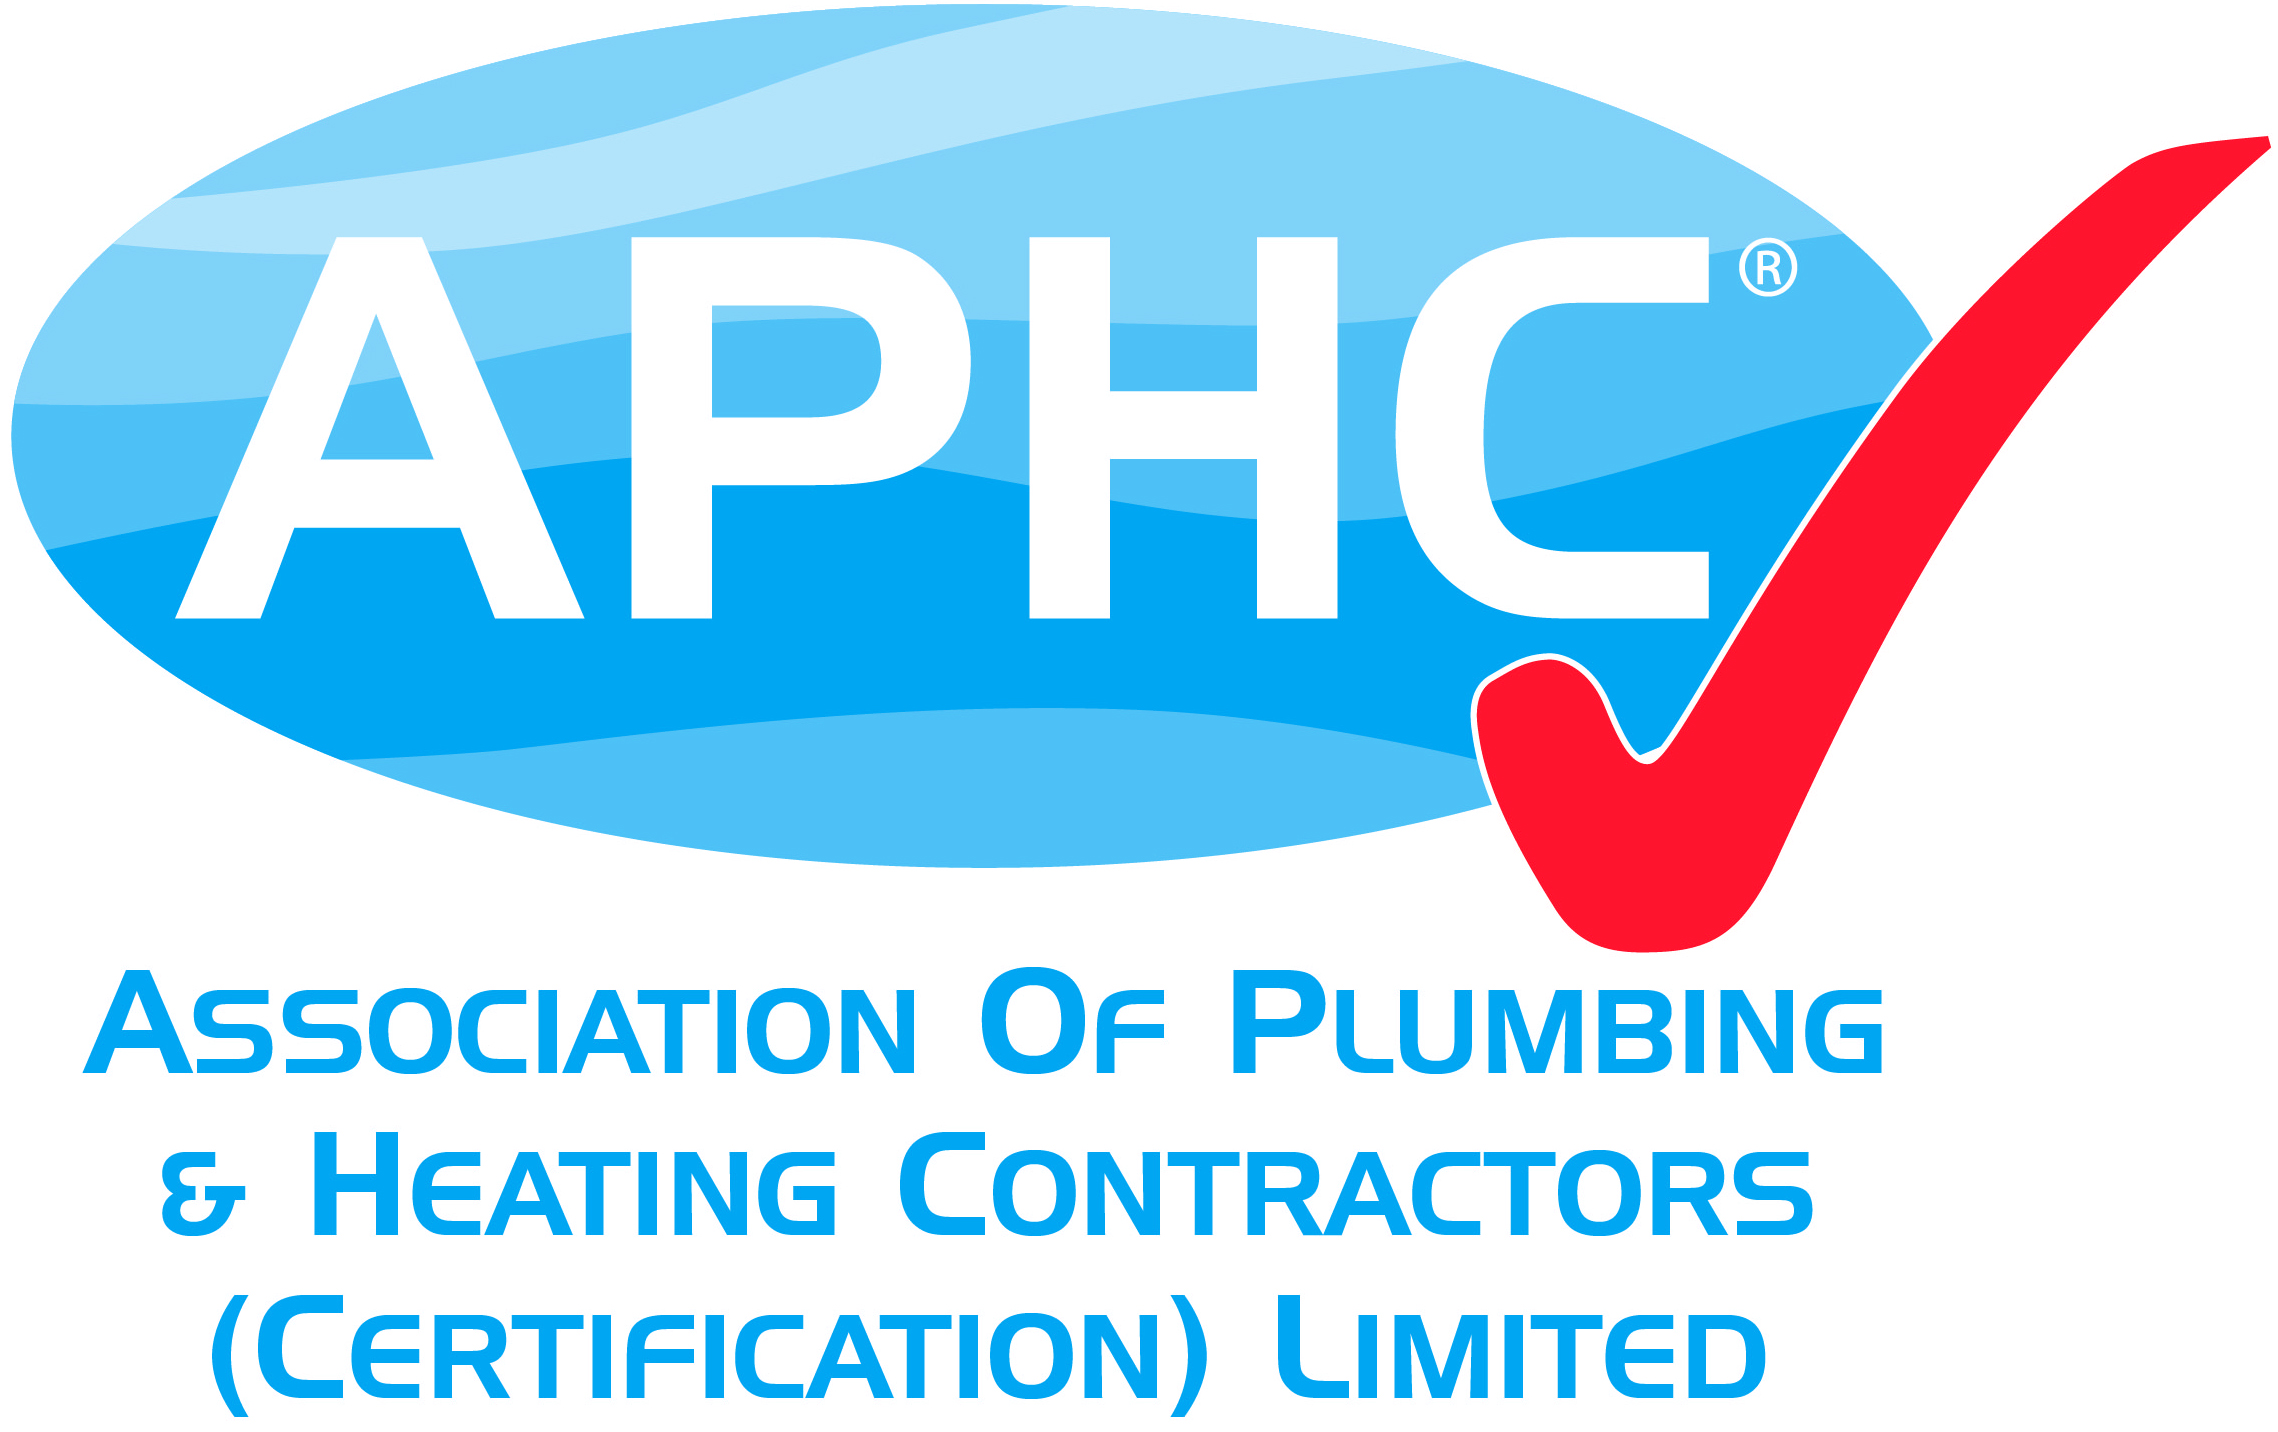 APHC®
Association Of Plumbing
& Heating Contractors
(Certification) Limited